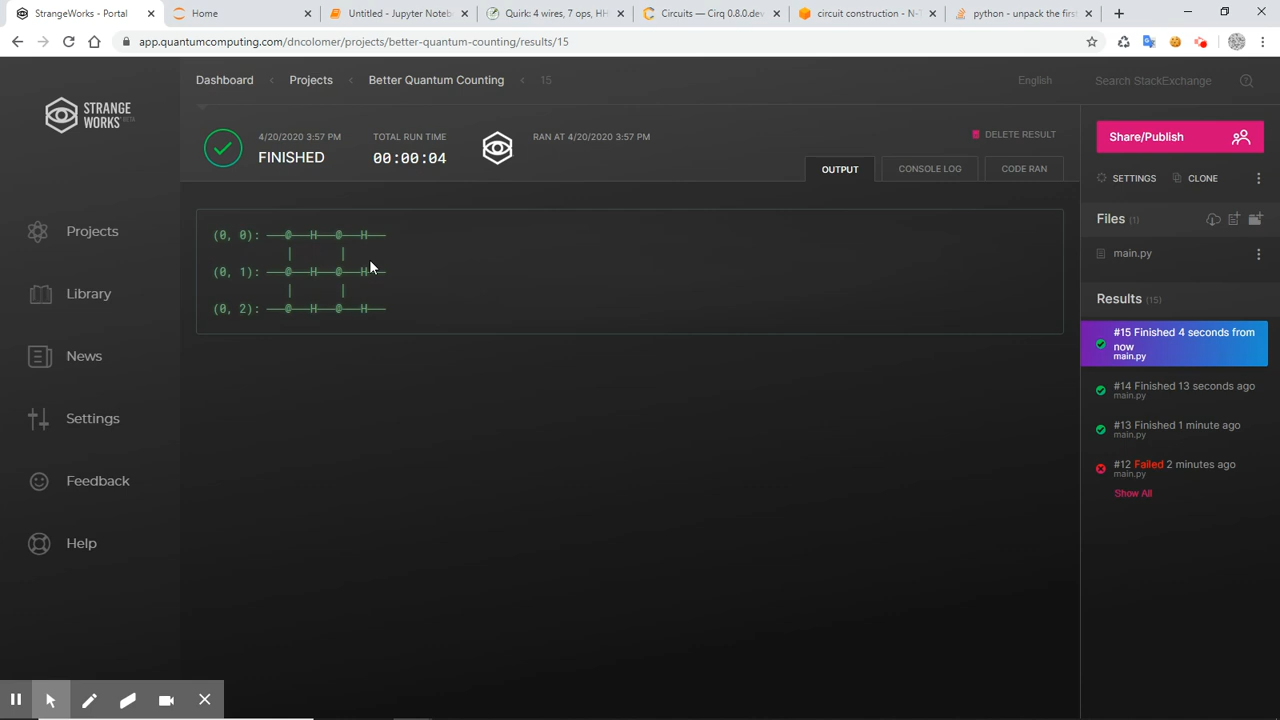 StrangeWorks - Portal
Home
Untitled - Jupyter Noteb
Quirk: 4 wires, 7 ops, HH
Circuits — Cirq 0.8.0.dev
circuit construction - N-T
python - unpack the first
app.quantumcomputing.com/dncolomer/projects/better-quantum-counting/results/15
STRANGE
WORKS BETA
Dashboard
Projects
Better Quantum Counting
15
English
Search StackExchange
4/20/2020 3:57 PM
FINISHED
TOTAL RUN TIME
00:00:04
RAN AT 4/20/2020 3:57 PM
DELETE RESULT
OUTPUT
CONSOLE LOG
CODE RAN
Share/Publish
SETTINGS
CLONE
Files (1)
main.py
Results (15)
#15 Finished 4 seconds from
now
main.py
#14 Finished 13 seconds ago
main.py
#13 Finished 1 minute ago
main.py
#12 Failed 2 minutes ago
main.py
Show All
Projects
Library
News
Settings
Feedback
Help
(0, 0): ──@──H──@──H──
│ │
(0, 1): ──@──H──@──H──
│ │
(0, 2): ──@──H──@──H──